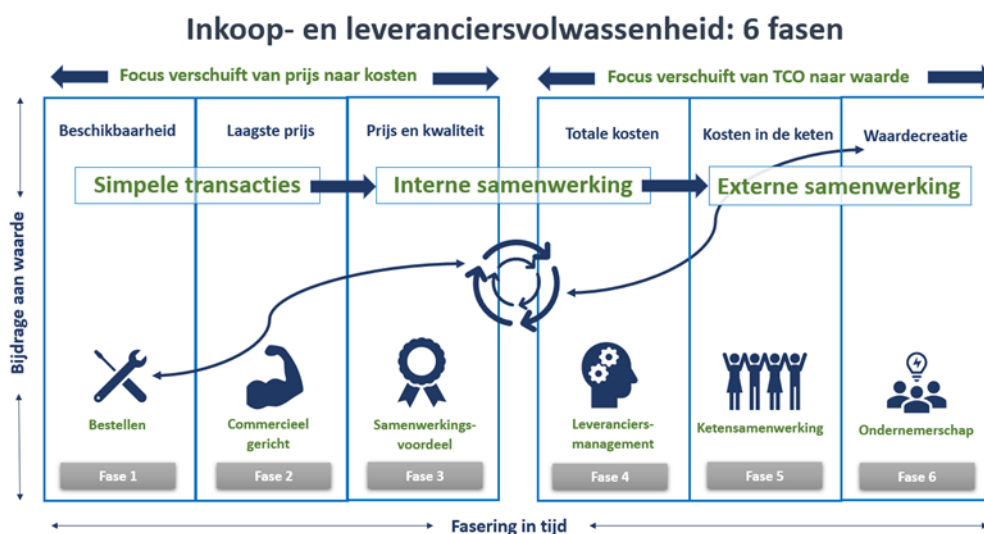 Inkoop- en leveranciersvolwassenheid: 6 fasen
Focus verschuift van prijs naar kosten
Focus verschuift van TCO naar waarde
Beschikbaarheid
Laagste prijs
Prijs en kwaliteit
Totale kosten
Kosten in de keten
Waardecreatie
Simpele transacties
Interne samenwerking
Externe samenwerking
Bijdrage aan waarde
Bestellen
Commercieel
gericht
Samenwerkings-
voordeel
Leveranciers-
management
Ketensamenwerking
Ondernemerschap
Fase 1
Fase 2
Fase 3
Fase 4
Fase 5
Fase 6
Fasering in tijd